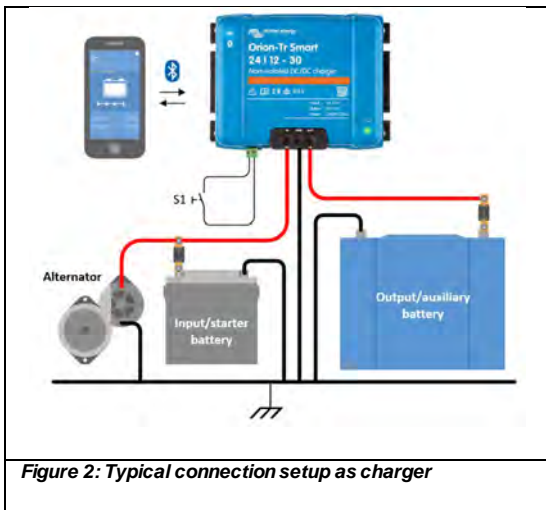 Orion-Tr Smart
24 | 12 - 30
Non-isolated DC/DC charger
S1
Alternator
Input/starter
battery
Output/auxiliary
battery
Figure 2: Typical connection setup as charger